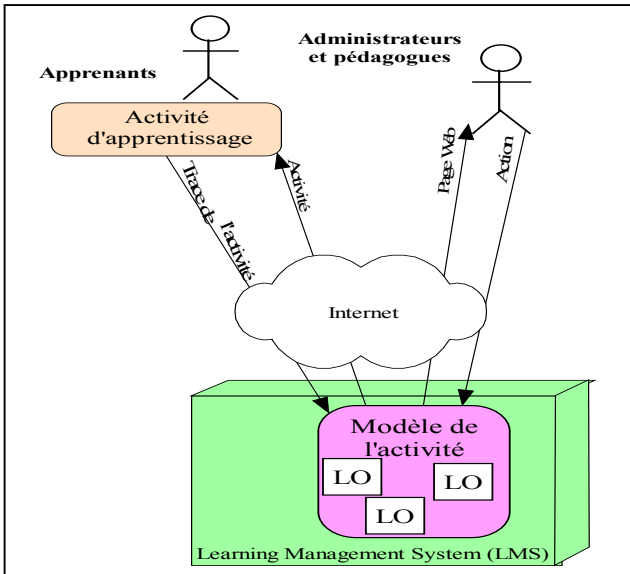 Administrateurs
et pédagogues
Apprenants
Activité
d'apprentissage
Trace de
l'activité
Activité
Page Web
Action
Internet
Modèle de
l'activité
LO
LO
LO
Learning Management System (LMS)